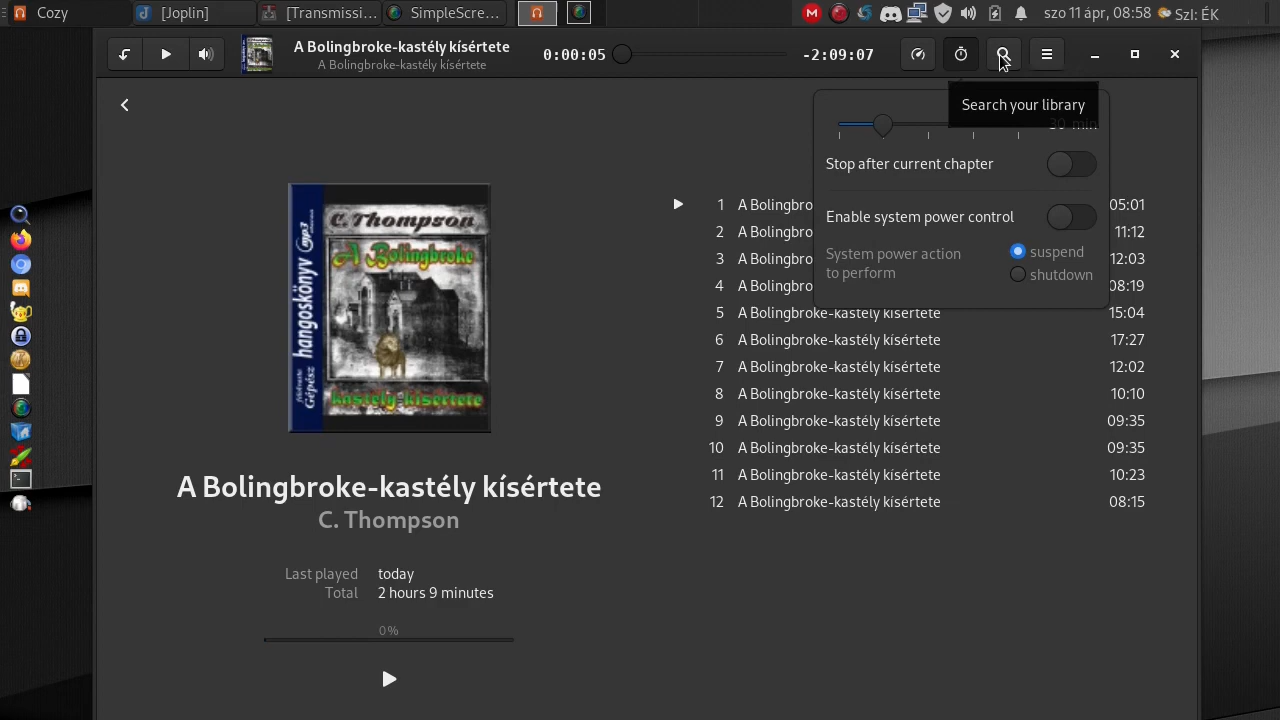 Cozy
[Joplin]
[Transmissi...
SimpleScre...
szo 11 ápr, 08:58
Szl: ÉK
A Bolingbroke-kastély kísértete
A Bolingbroke-kastély kísértete
0:00:05
-2:09:07
Search your library
30 min
Stop after current chapter
Enable system power control
System power action
to perform
suspend
shutdown
hangoskönyv mp3
Gépész
C. Thompson
A Bolingbroke
kastély kísértete
A Bolingbroke-kastély kísértete
C. Thompson
Last played today
Total 2 hours 9 minutes
0%
1 A Bolingbro 05:01
2 A Bolingbro 11:12
3 A Bolingbro 12:03
4 A Bolingbro 08:19
5 A Bolingbroke-kastély kísértete 15:04
6 A Bolingbroke-kastély kísértete 17:27
7 A Bolingbroke-kastély kísértete 12:02
8 A Bolingbroke-kastély kísértete 10:10
9 A Bolingbroke-kastély kísértete 09:35
10 A Bolingbroke-kastély kísértete 09:35
11 A Bolingbroke-kastély kísértete 10:23
12 A Bolingbroke-kastély kísértete 08:15